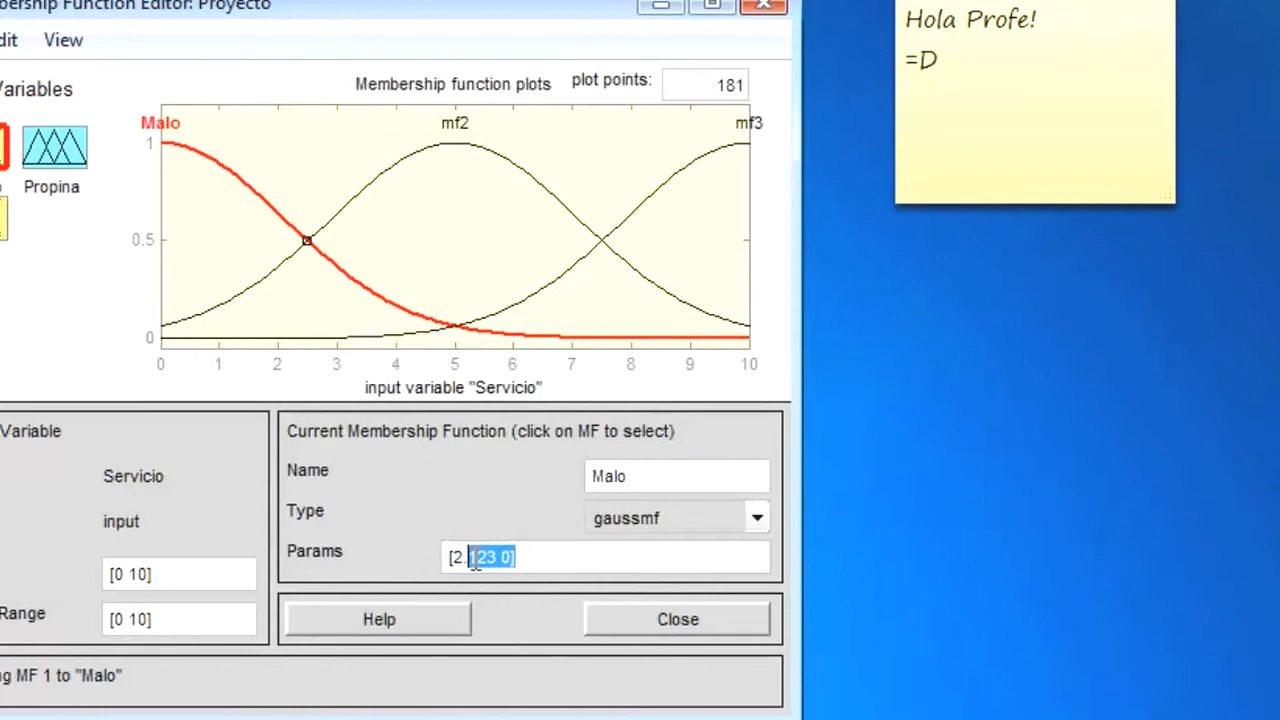 bership Function Editor: Proyecto
dit View
Variables
Membership function plots plot points: 181
Malo mf2 mf3
1
0.5
0
0 1 2 3 4 5 6 7 8 9 10
input variable "Servicio"
Propina
Variable
Servicio
input
[0 10]
Range [0 10]
Current Membership Function (click on MF to select)
Name Malo
Type gaussmf
Params [2.123 0]
Help Close
g MF 1 to "Malo"
Hola Profe!
=D